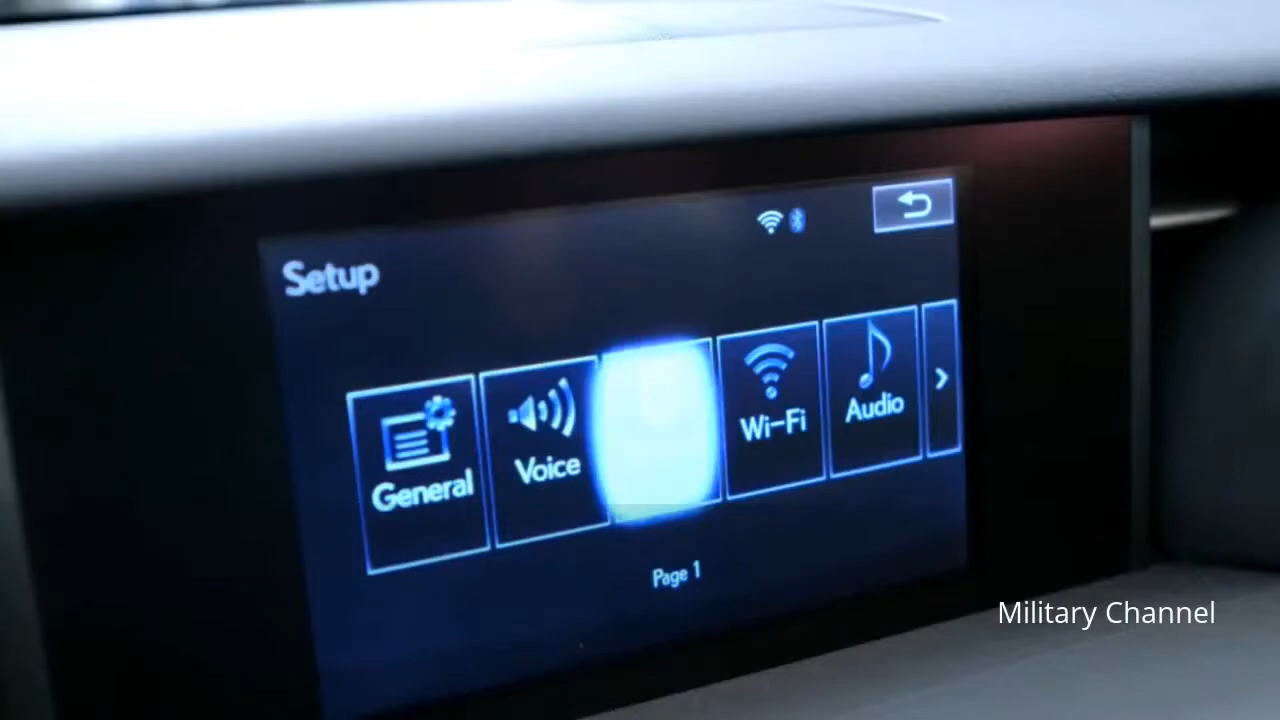 Setup
General
Voice
Wi-Fi
Audio
Page 1
Military Channel